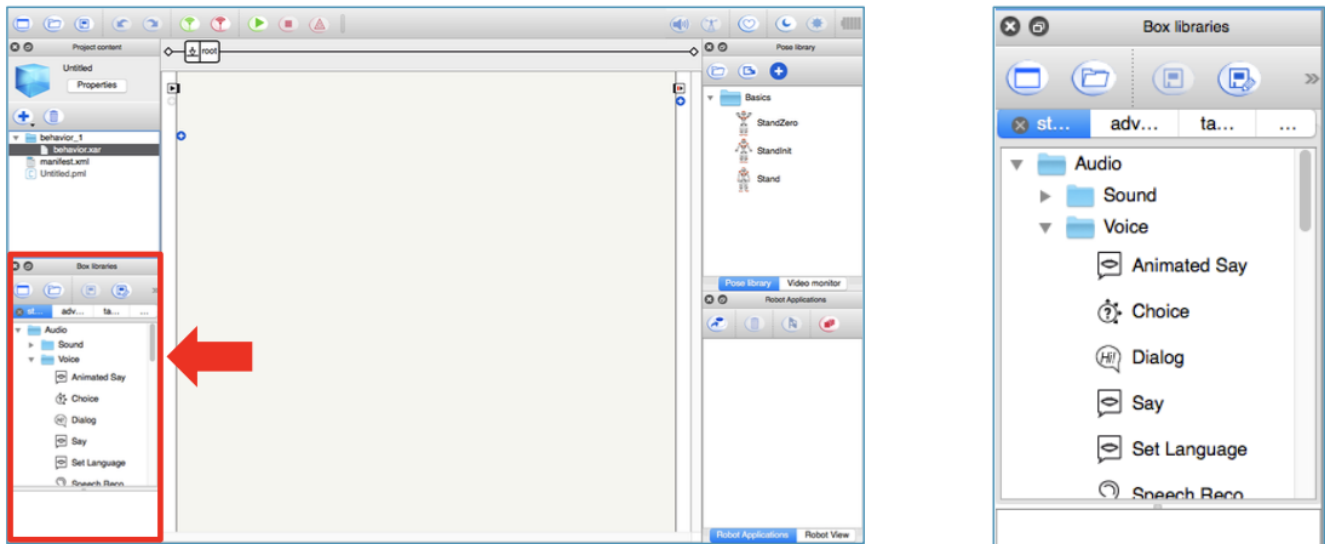 Project content
Untitled
Properties
behavior_1
behavior.xar
manifest.xml
Untitled.pml
root
Pose library
Basics
StandZero
StandInit
Stand
Pose library Video monitor
Robot Applications
Robot Applications Robot View
Box libraries
st... adv... ta... ...
Audio
Sound
Voice
Animated Say
Choice
Hi!
Dialog
Say
Set Language
Speech Reco
Box libraries
»
st... adv... ta... ...
Audio
Sound
Voice
Animated Say
Choice
Hi!
Dialog
Say
Set Language
Speech Reco